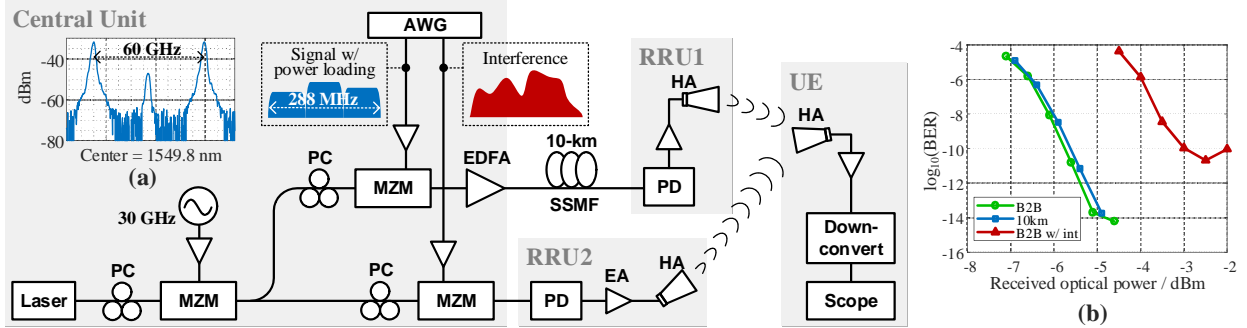 Central Unit
AWG
60 GHz
-40
-60
-80
dBm
Center = 1549.8 nm
(a)
Signal w/
power loading
288 MHz
Interference
RRU1
HA
UE
HA
10-km
SSMF
EDFA
PC
MZM
PD
30 GHz
Down-
convert
RRU2
PC
PC
EA
HA
Laser
MZM
MZM
PD
Scope
-4
-6
-8
-10
-12
-14
-16
log10(BER)
B2B
10km
B2B w/ int
-8
-7
-6
-5
-4
-3
-2
Received optical power / dBm
(b)